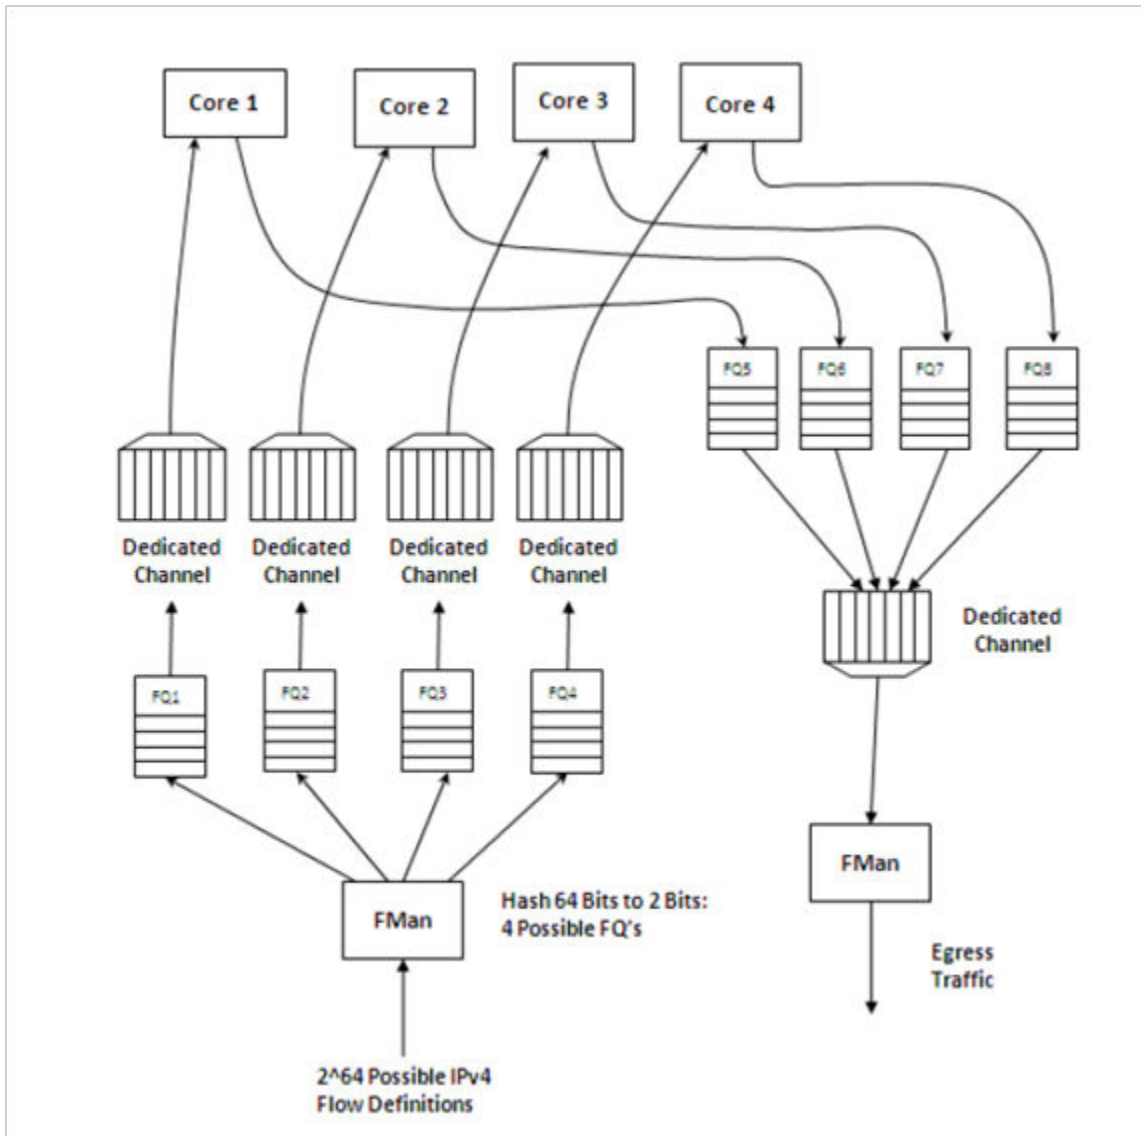 Core 1
Core 2
Core 3
Core 4
FQ5
FQ6
FQ7
FQ8
Dedicated
Channel
Dedicated
Channel
Dedicated
Channel
Dedicated
Channel
Dedicated
Channel
FQ1
FQ2
FQ3
FQ4
FMan
FMan
Hash 64 Bits to 2 Bits:
4 Possible FQ's
Egress
Traffic
2^64 Possible IPv4
Flow Definitions